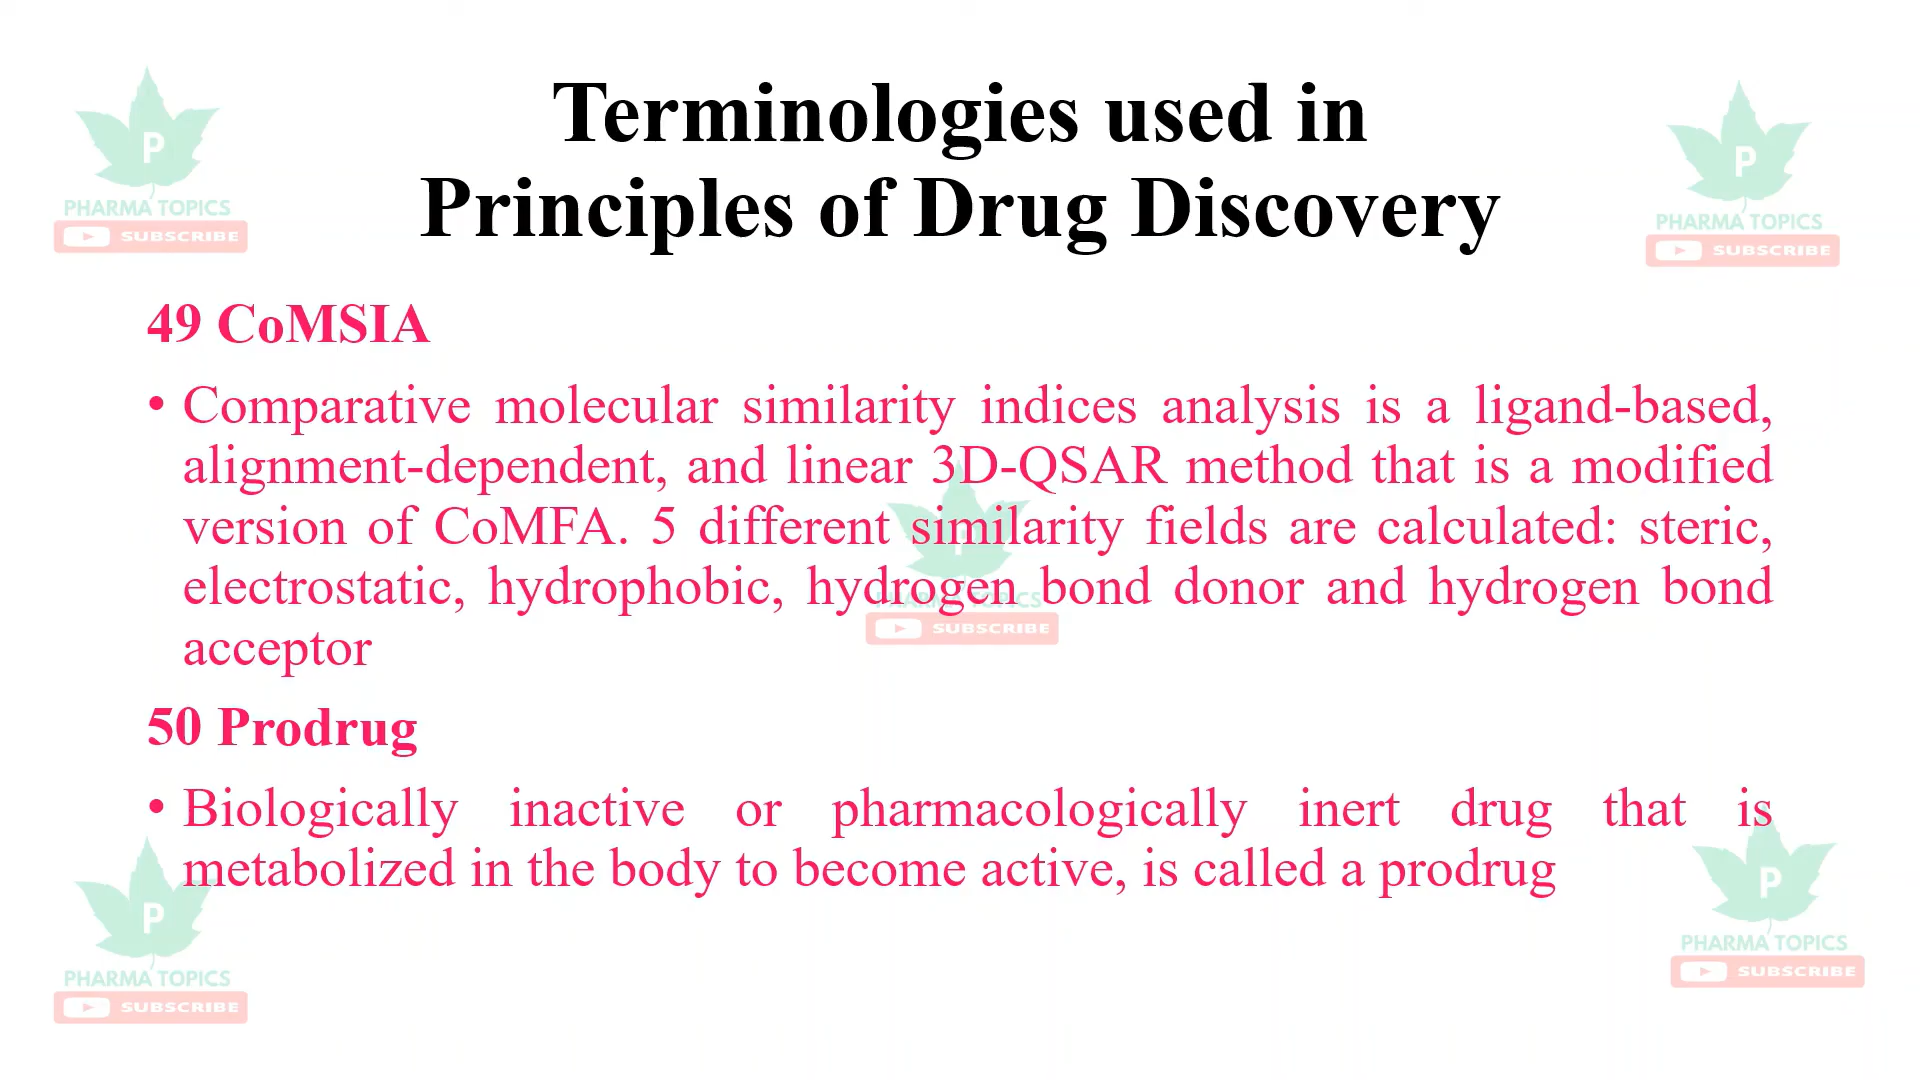 Terminologies used in
Principles of Drug Discovery
P
PHARMA TOPICS
SUBSCRIBE
P
PHARMA TOPICS
SUBSCRIBE
49 CoMSIA
• Comparative molecular similarity indices analysis is a ligand-based,
alignment-dependent, and linear 3D-QSAR method that is a modified
version of CoMFA. 5 different similarity fields are calculated: steric,
electrostatic, hydrophobic, hydrogen bond donor and hydrogen bond
acceptor
P
PHARMA TOPICS
SUBSCRIBE
50 Prodrug
• Biologically inactive or pharmacologically inert drug that is
metabolized in the body to become active, is called a prodrug
P
PHARMA TOPICS
SUBSCRIBE
P
PHARMA TOPICS
SUBSCRIBE